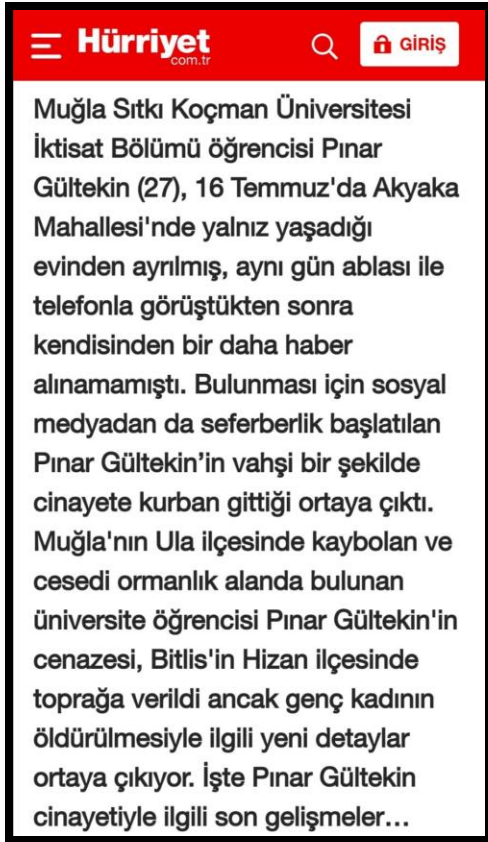 Hürriyet
com.tr
GİRİŞ
Muğla Sıtkı Koçman Üniversitesi
İktisat Bölümü öğrencisi Pınar
Gültekin (27), 16 Temmuz'da Akyaka
Mahallesi'nde yalnız yaşadığı
evinden ayrılmış, aynı gün ablası ile
telefonla görüştükten sonra
kendisinden bir daha haber
alınamamıştı. Bulunması için sosyal
medyadan da seferberlik başlatılan
Pınar Gültekin’in vahşi bir şekilde
cinayete kurban gittiği ortaya çıktı.
Muğla'nın Ula ilçesinde kaybolan ve
cesedi ormanlık alanda bulunan
üniversite öğrencisi Pınar Gültekin'in
cenazesi, Bitlis'in Hizan ilçesinde
toprağa verildi ancak genç kadının
öldürülmesiyle ilgili yeni detaylar
ortaya çıkıyor. İşte Pınar Gültekin
cinayetiyle ilgili son gelişmeler...